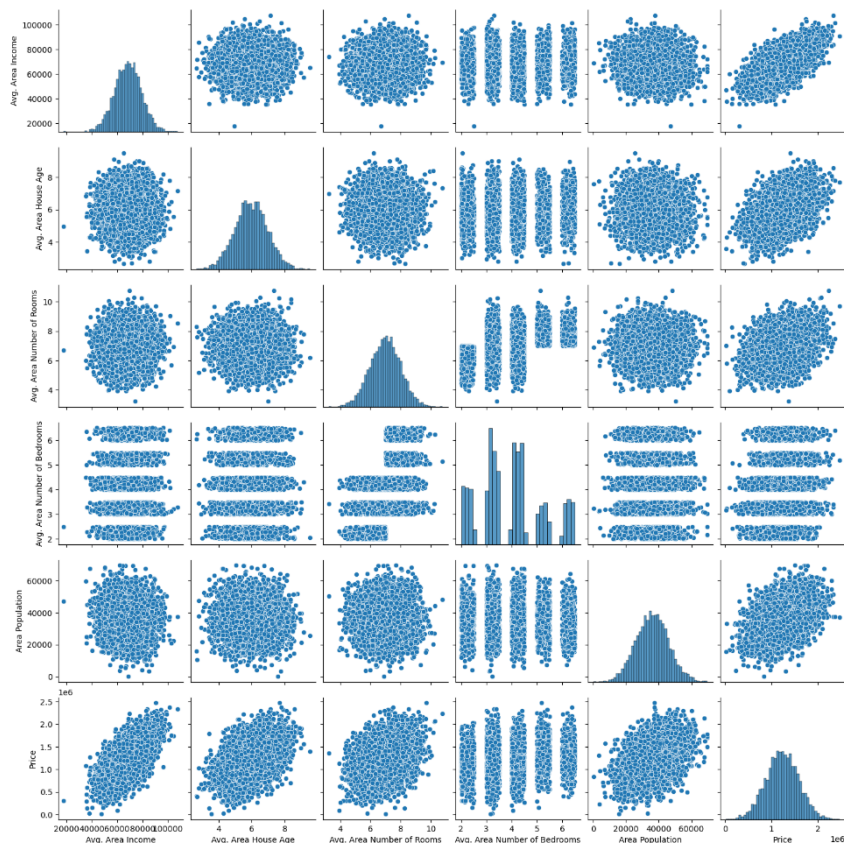 100000
80000
60000
40000
20000
Avg. Area Income
8
6
4
Avg. Area House Age
10
8
6
4
Avg. Area Number of Rooms
6
5
4
3
2
Avg. Area Number of Bedrooms
60000
40000
20000
0
Area Population
1e6
2.5
2.0
1.5
1.0
0.5
0.0
Price
20000 40000 60000 80000 100000
Avg. Area Income
4 6 8
Avg. Area House Age
4 6 8 10
Avg. Area Number of Rooms
2 3 4 5 6
Avg. Area Number of Bedrooms
0 20000 40000 60000
Area Population
0 1 2
1e6
Price